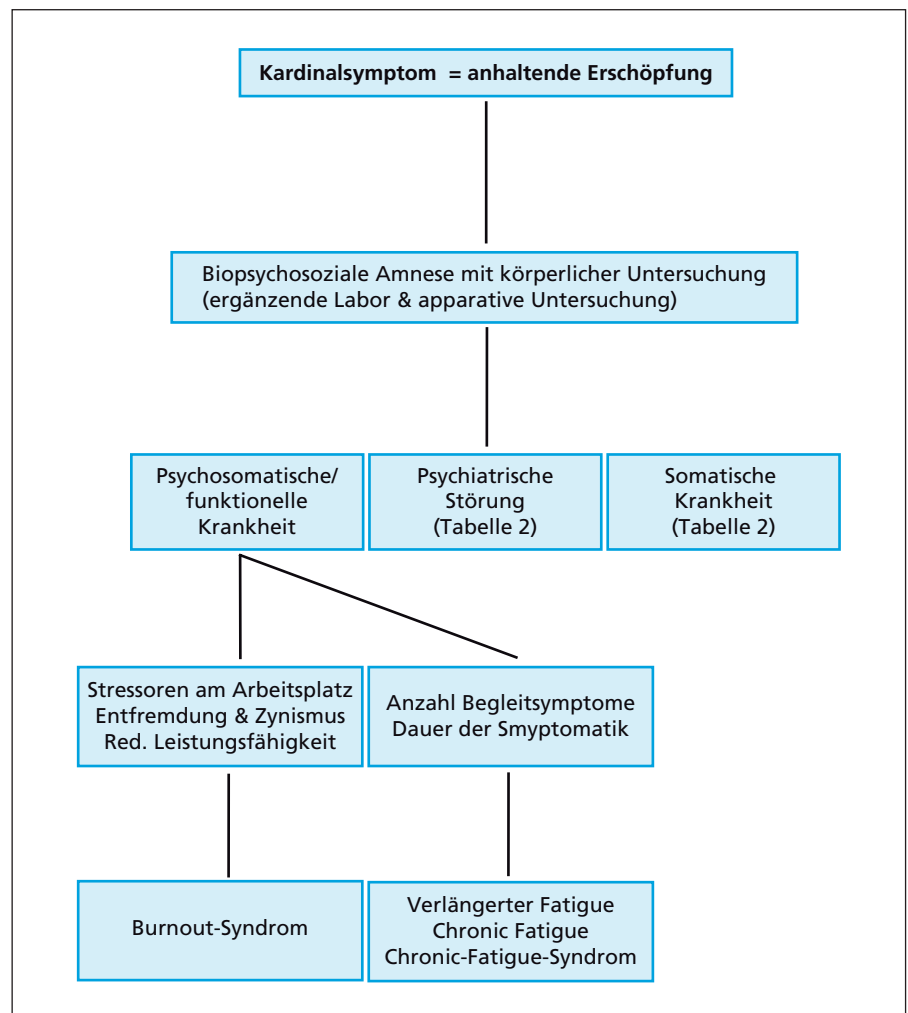 Kardinalsymptom = anhaltende Erschöpfung
Biopsychosoziale Amnese mit körperlicher Untersuchung
(ergänzende Labor & apparative Untersuchung)
Psychosomatische/
funktionelle
Krankheit
Psychiatrische
Störung
(Tabelle 2)
Somatische
Krankheit
(Tabelle 2)
Stressoren am Arbeitsplatz
Entfremdung & Zynismus
Red. Leistungsfähigkeit
Anzahl Begleitsymptome
Dauer der Smyptomatik
Burnout-Syndrom
Verlängerter Fatigue
Chronic Fatigue
Chronic-Fatigue-Syndrom